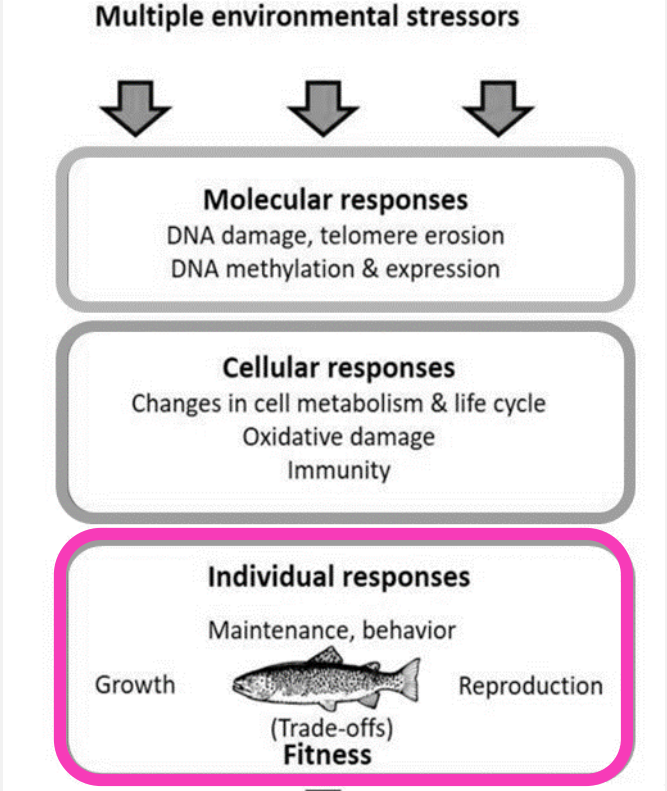 Multiple environmental stressors
Molecular responses
DNA damage, telomere erosion
DNA methylation & expression
Cellular responses
Changes in cell metabolism & life cycle
Oxidative damage
Immunity
Individual responses
Maintenance, behavior
Growth
Reproduction
(Trade-offs)
Fitness